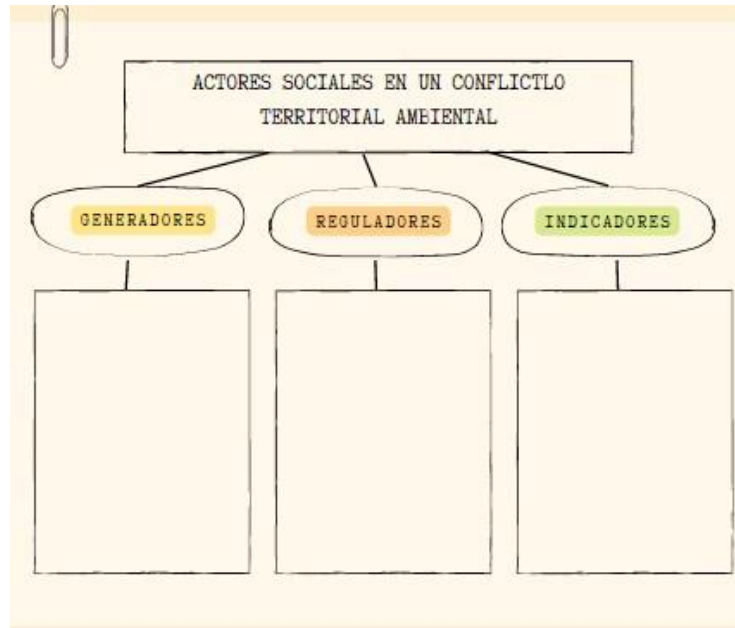 ACTORES SOCIALES EN UN CONFLICTLO
TERRITORIAL AMBIENTAL
GENERADORES
REGULADORES
INDICADORES